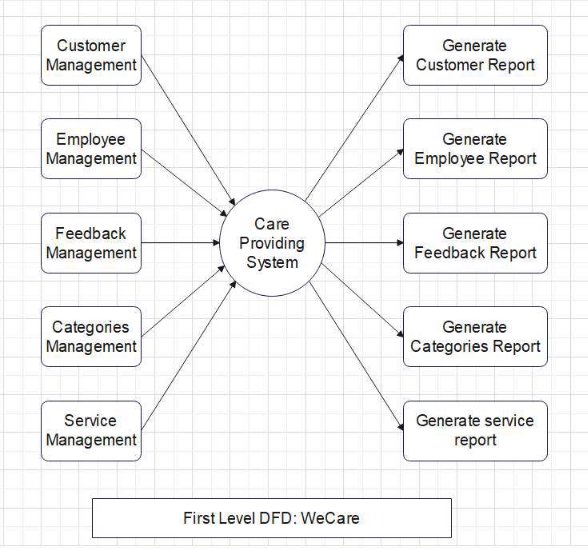 Customer
Management
Generate
Customer Report
Employee
Management
Generate
Employee Report
Feedback
Management
Care
Providing
System
Generate
Feedback Report
Categories
Management
Generate
Categories Report
Service
Management
Generate service
report
First Level DFD: WeCare